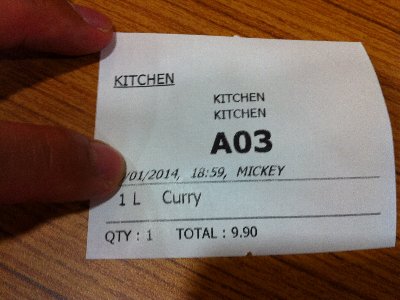 KITCHEN
KITCHEN
KITCHEN
A03
/01/2014, 18:59, MICKEY
1 L Curry
QTY : 1 TOTAL : 9.90